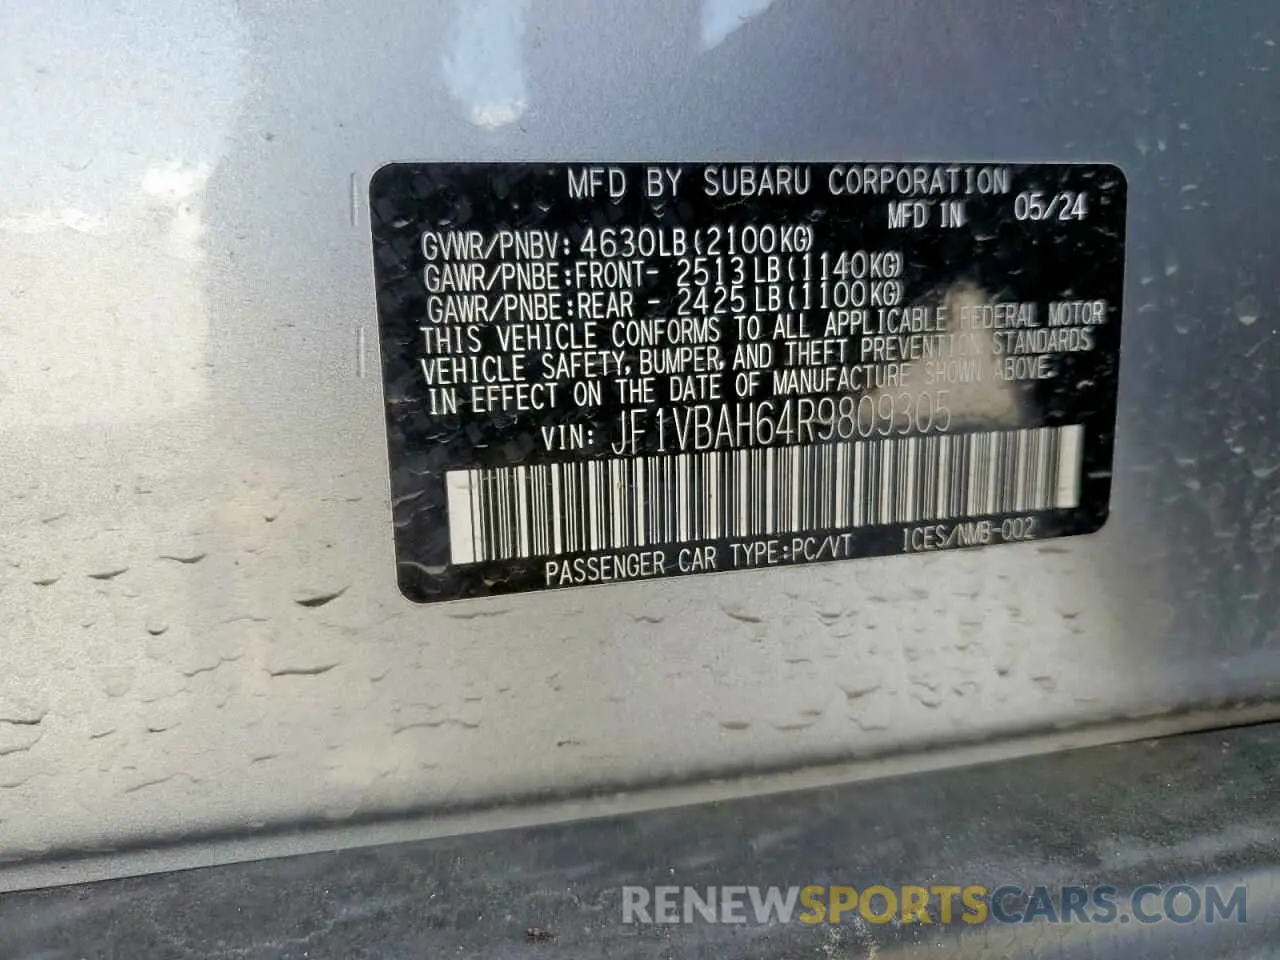 MFD BY SUBARU CORPORATION
MFD IN 05/24
GVWR/PNBV: 4630LB(2100KG)
GAWR/PNBE:FRONT- 2513LB(1140KG)
GAWR/PNBE:REAR - 2425LB(1100KG)
THIS VEHICLE CONFORMS TO ALL APPLICABLE FEDERAL MOTOR
VEHICLE SAFETY, BUMPER, AND THEFT PREVENTION STANDARDS
IN EFFECT ON THE DATE OF MANUFACTURE SHOWN ABOVE.
VIN: JF1VBAH64R9809305
PASSENGER CAR TYPE:PC/VT ICES/NMB-002
RENEWSPORTSCARS.COM